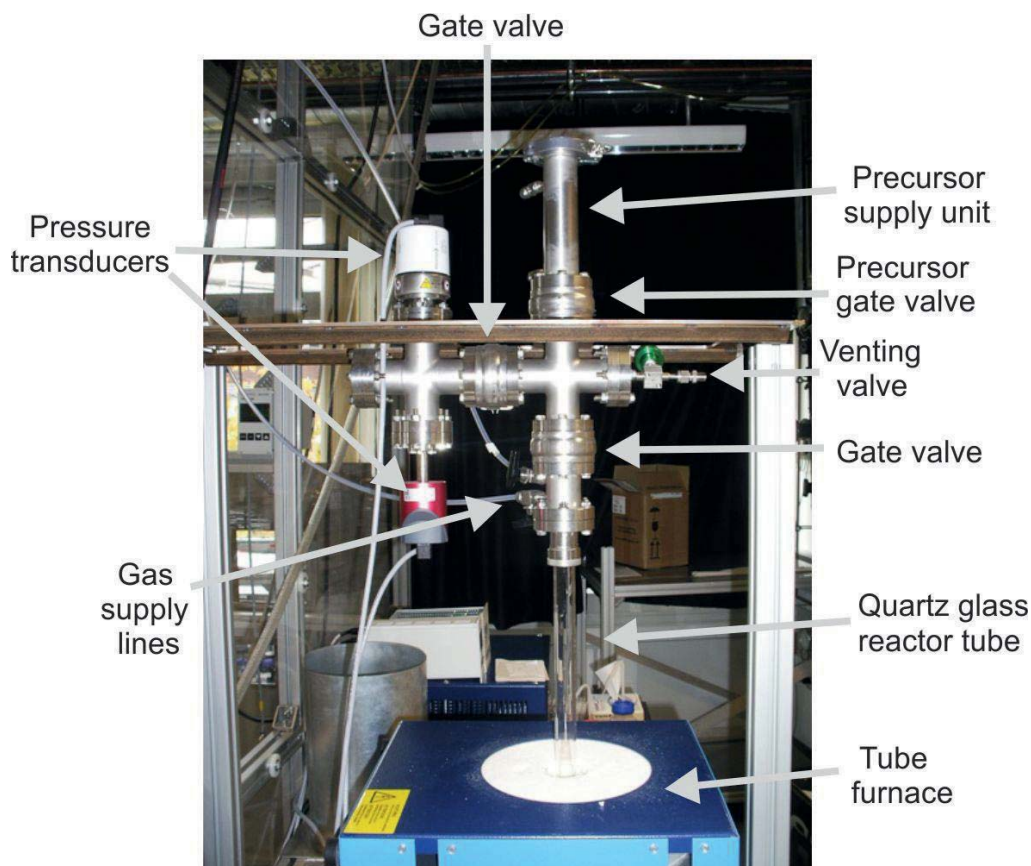 Gate valve
Precursor
supply unit
Pressure
transducers
Precursor
gate valve
Venting
valve
Gate valve
Gas
supply
lines
Quartz glass
reactor tube
Tube
furnace